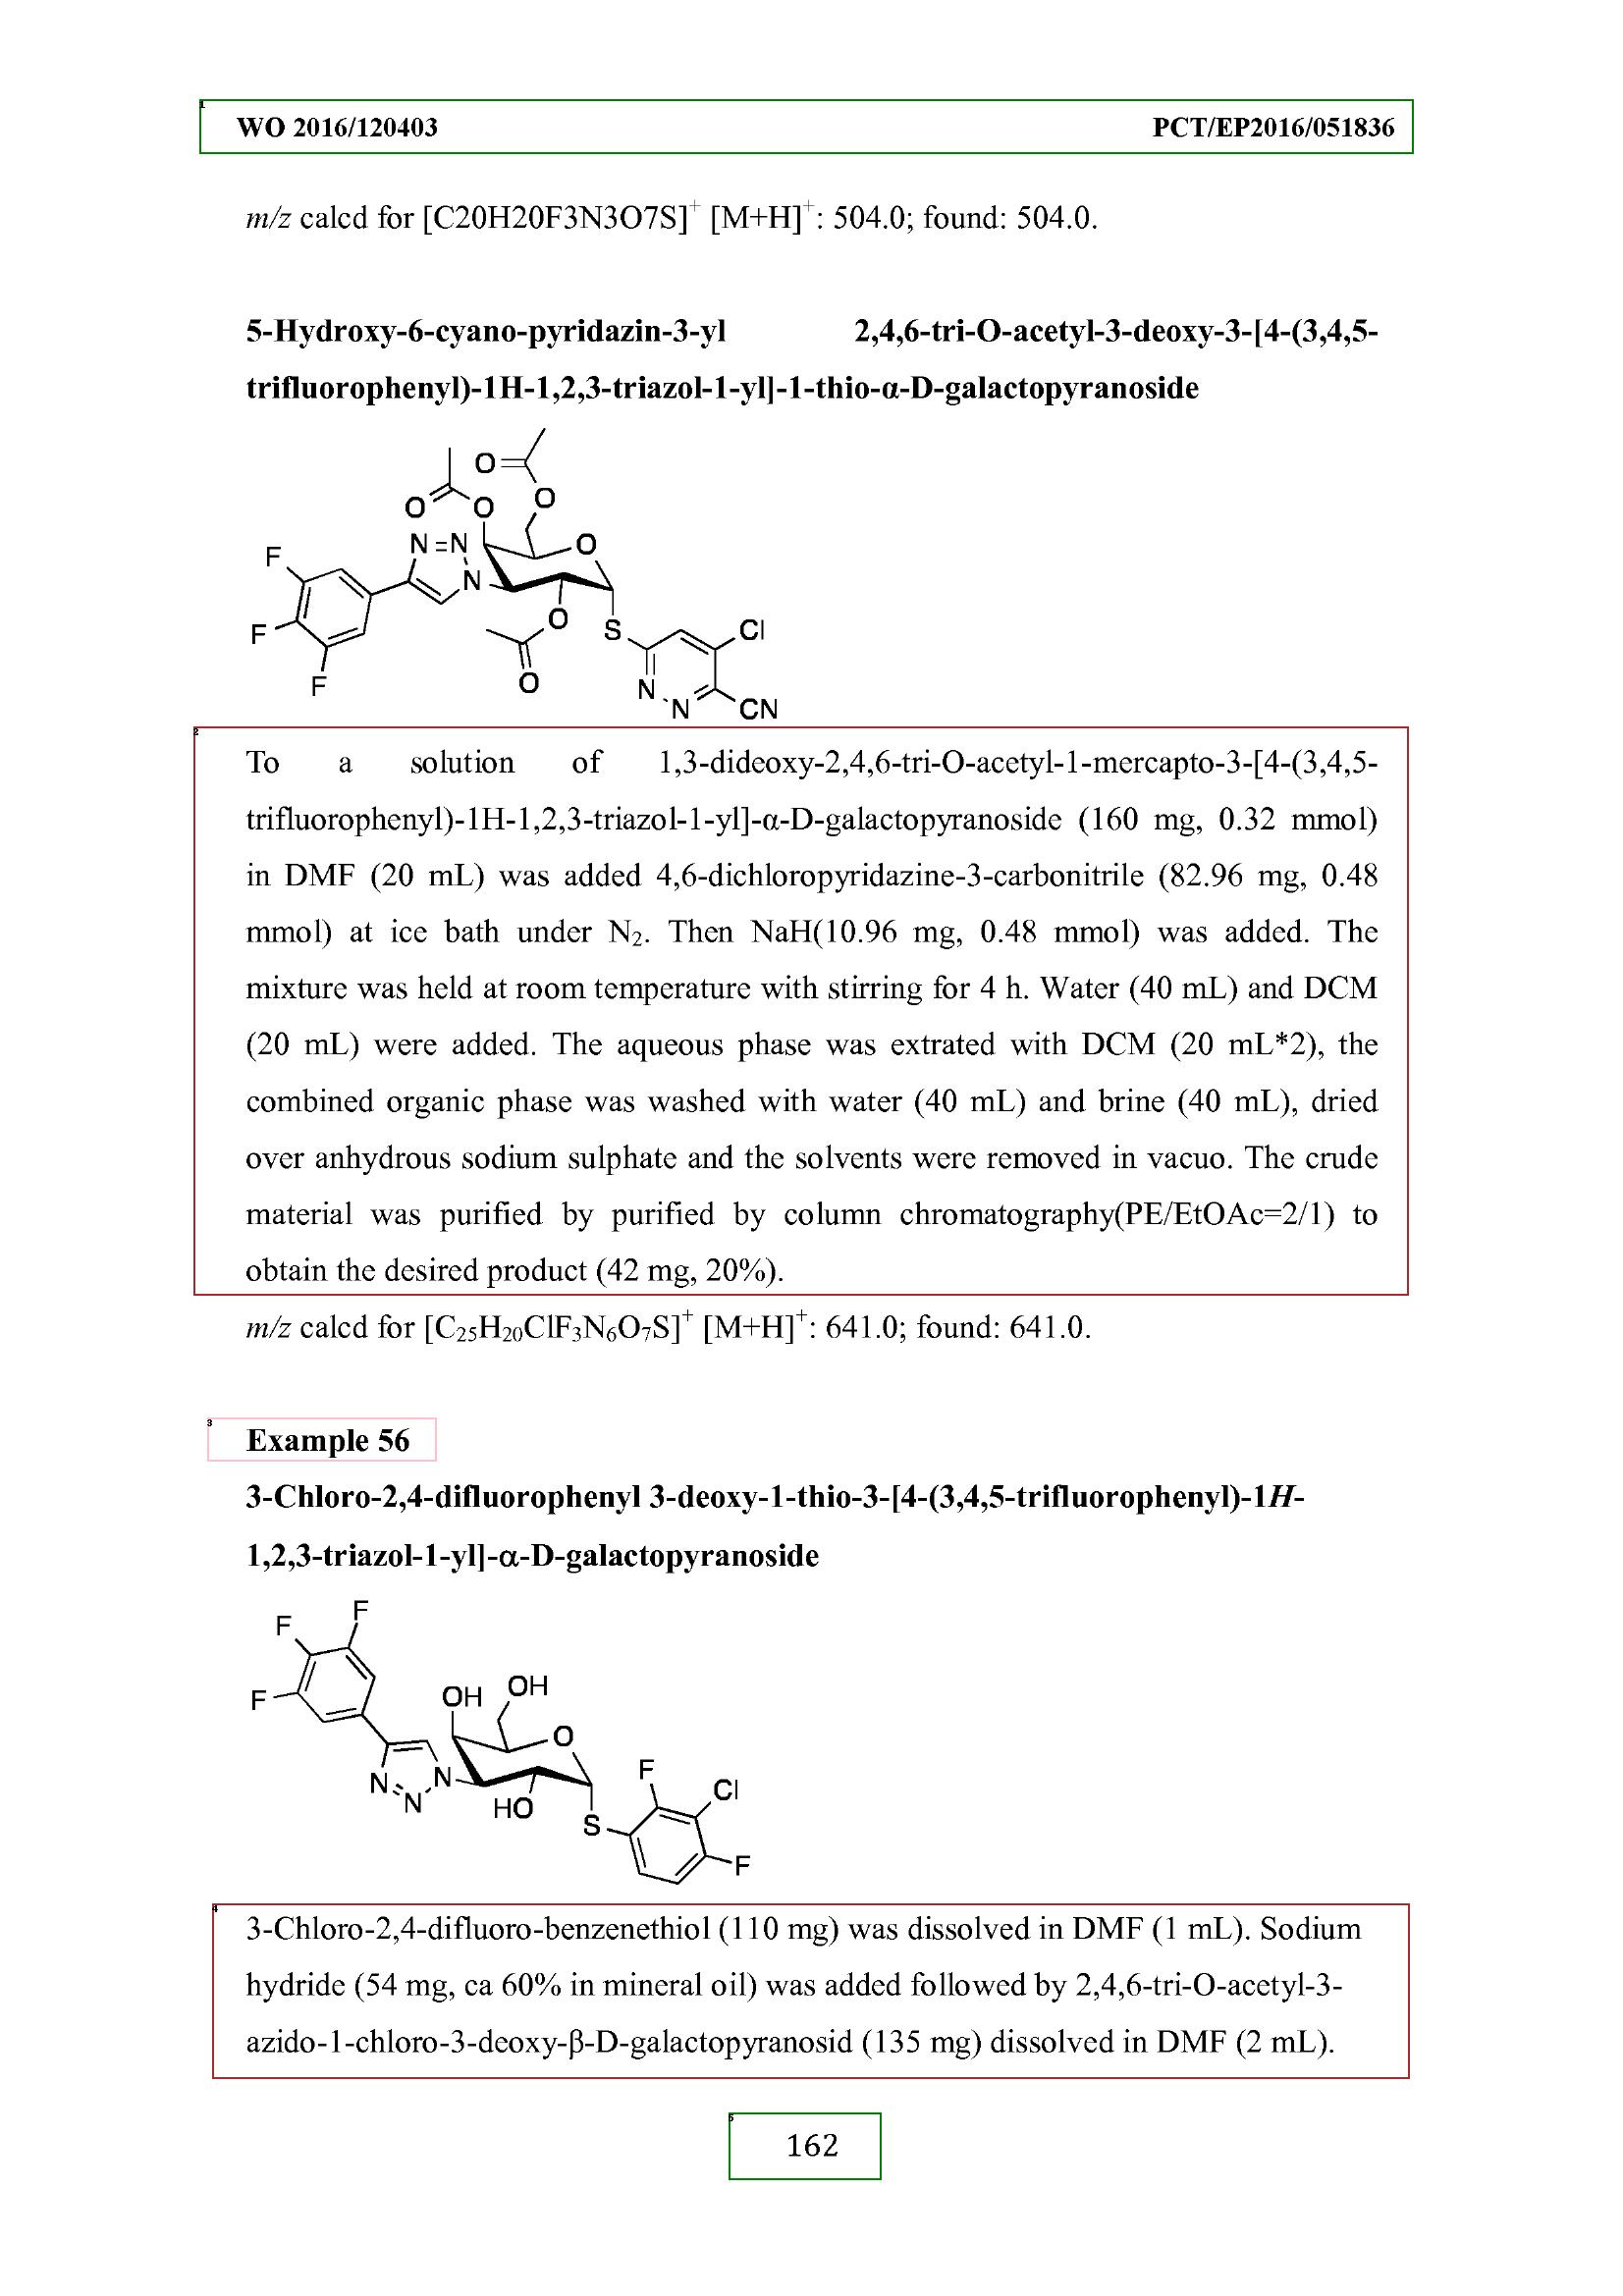 WO 2016/120403 PCT/EP2016/051836
m/z calcd for [C20H20F3N3O7S]⁺ [M+H]⁺: 504.0; found: 504.0.
5-Hydroxy-6-cyano-pyridazin-3-yl 2,4,6-tri-O-acetyl-3-deoxy-3-[4-(3,4,5-
trifluorophenyl)-1H-1,2,3-triazol-1-yl]-1-thio-α-D-galactopyranoside
O
O
O
O
N=N
O
F
N
F
O
S
Cl
F
O
N
N
CN
2
To a solution of 1,3-dideoxy-2,4,6-tri-O-acetyl-1-mercapto-3-[4-(3,4,5-
trifluorophenyl)-1H-1,2,3-triazol-1-yl]-α-D-galactopyranoside (160 mg, 0.32 mmol)
in DMF (20 mL) was added 4,6-dichloropyridazine-3-carbonitrile (82.96 mg, 0.48
mmol) at ice bath under N₂. Then NaH(10.96 mg, 0.48 mmol) was added. The
mixture was held at room temperature with stirring for 4 h. Water (40 mL) and DCM
(20 mL) were added. The aqueous phase was extrated with DCM (20 mL*2), the
combined organic phase was washed with water (40 mL) and brine (40 mL), dried
over anhydrous sodium sulphate and the solvents were removed in vacuo. The crude
material was purified by purified by column chromatography(PE/EtOAc=2/1) to
obtain the desired product (42 mg, 20%).
m/z calcd for [C₂₅H₂₀ClF₃N₆O₇S]⁺ [M+H]⁺: 641.0; found: 641.0.
3
Example 56
3-Chloro-2,4-difluorophenyl 3-deoxy-1-thio-3-[4-(3,4,5-trifluorophenyl)-1H-
1,2,3-triazol-1-yl]-α-D-galactopyranoside
F
F
F
OH
OH
O
N
N
N
HO
F
Cl
S
F
4
3-Chloro-2,4-difluoro-benzenethiol (110 mg) was dissolved in DMF (1 mL). Sodium
hydride (54 mg, ca 60% in mineral oil) was added followed by 2,4,6-tri-O-acetyl-3-
azido-1-chloro-3-deoxy-β-D-galactopyranosid (135 mg) dissolved in DMF (2 mL).
5
162